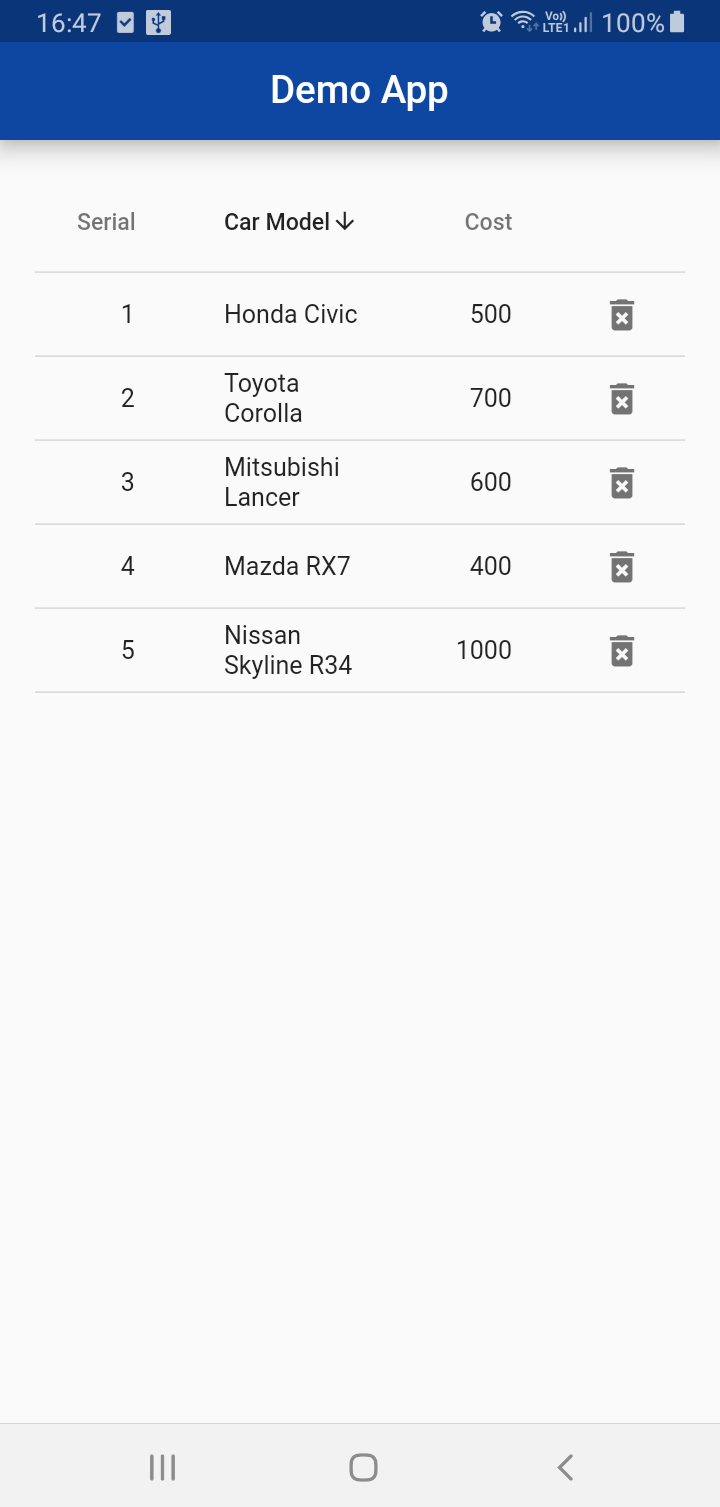 16:47 Vo)) LTE1 100%
Demo App
Serial Car Model Cost
1 Honda Civic 500
2 Toyota Corolla 700
3 Mitsubishi Lancer 600
4 Mazda RX7 400
5 Nissan Skyline R34 1000